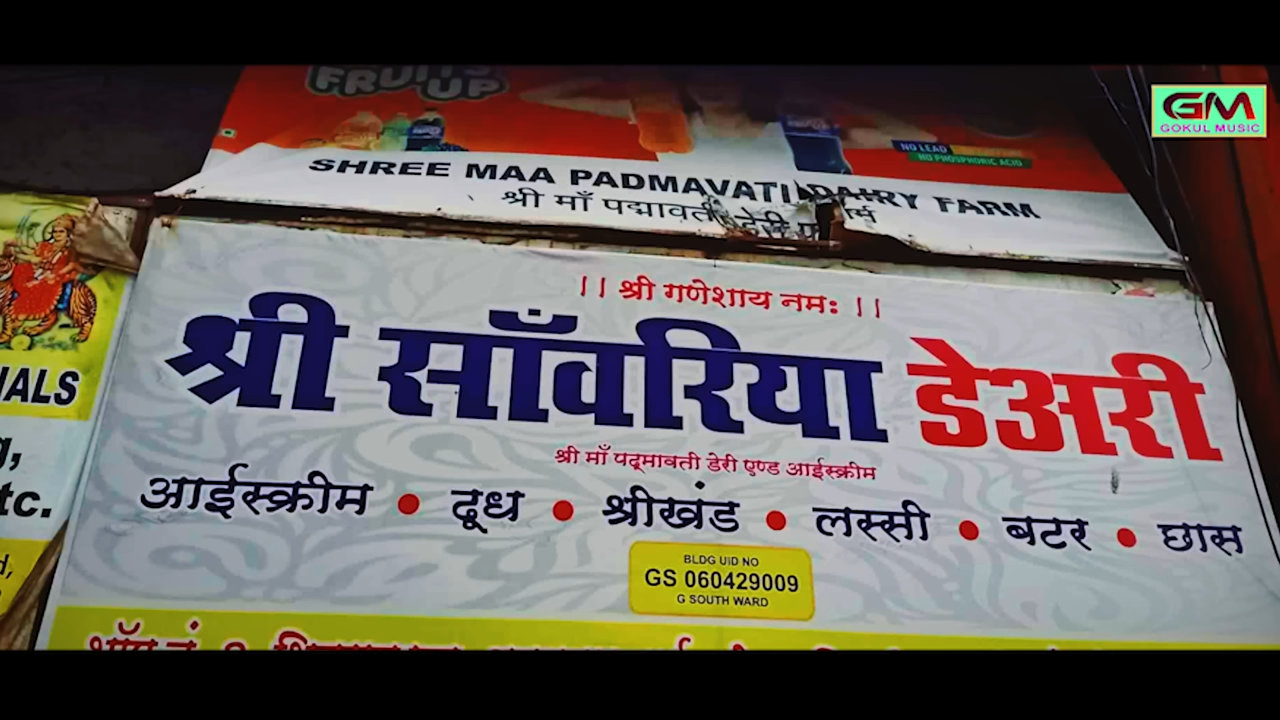 FRUITS UP
GM
GOKUL MUSIC
NO LEAD
NO PHOSPHORIC ACID
SHREE MAA PADMAVATI DAIRY FARM
श्री माँ पद्मावती डेरी
|| श्री गणेशाय नमः ||
श्री साँवरिया डेअरी
श्री माँ पद्मावती डेरी एण्ड आईस्क्रीम
आईस्क्रीम • दूध • श्रीखंड • लस्सी • बटर • छास
BLDG UID NO
GS 060429009
G SOUTH WARD
IALS
tc.